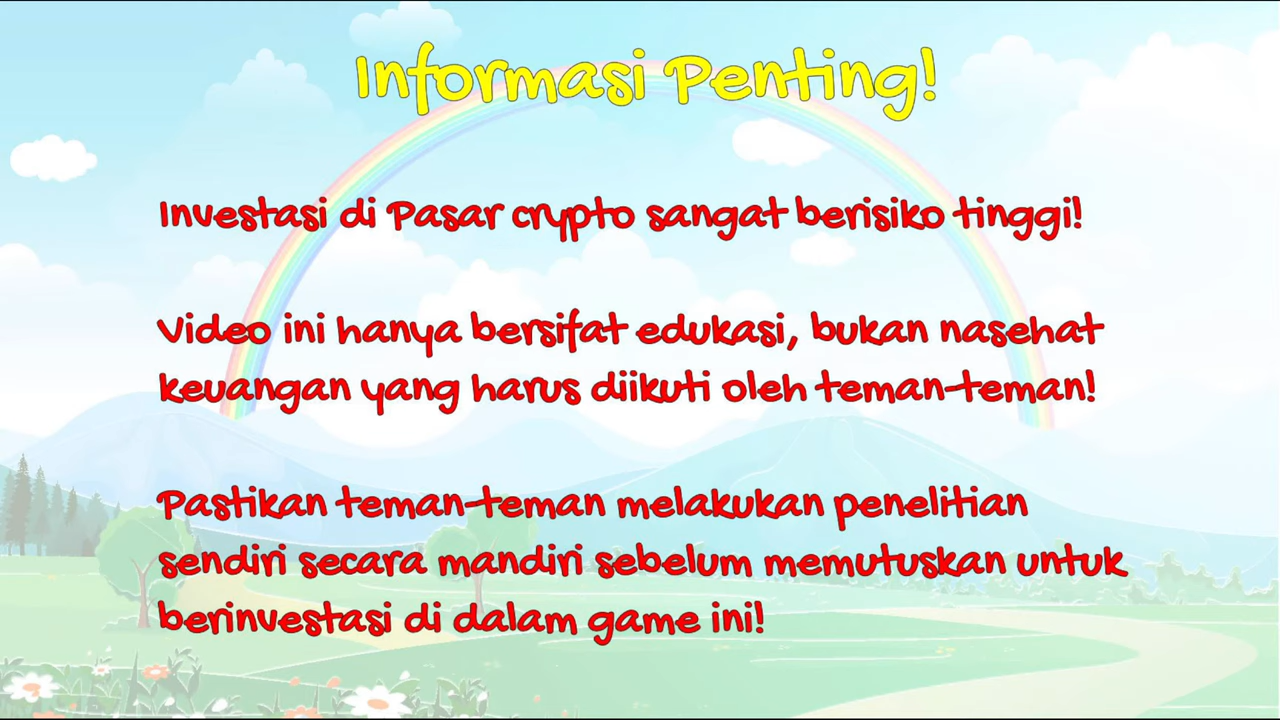 Informasi Penting!
Investasi di Pasar crypto sangat berisiko tinggi!
Video ini hanya bersifat edukasi, bukan nasehat
keuangan yang harus diikuti oleh teman-teman!
Pastikan teman-teman melakukan penelitian
sendiri secara mandiri sebelum memutuskan untuk
berinvestasi di dalam game ini!